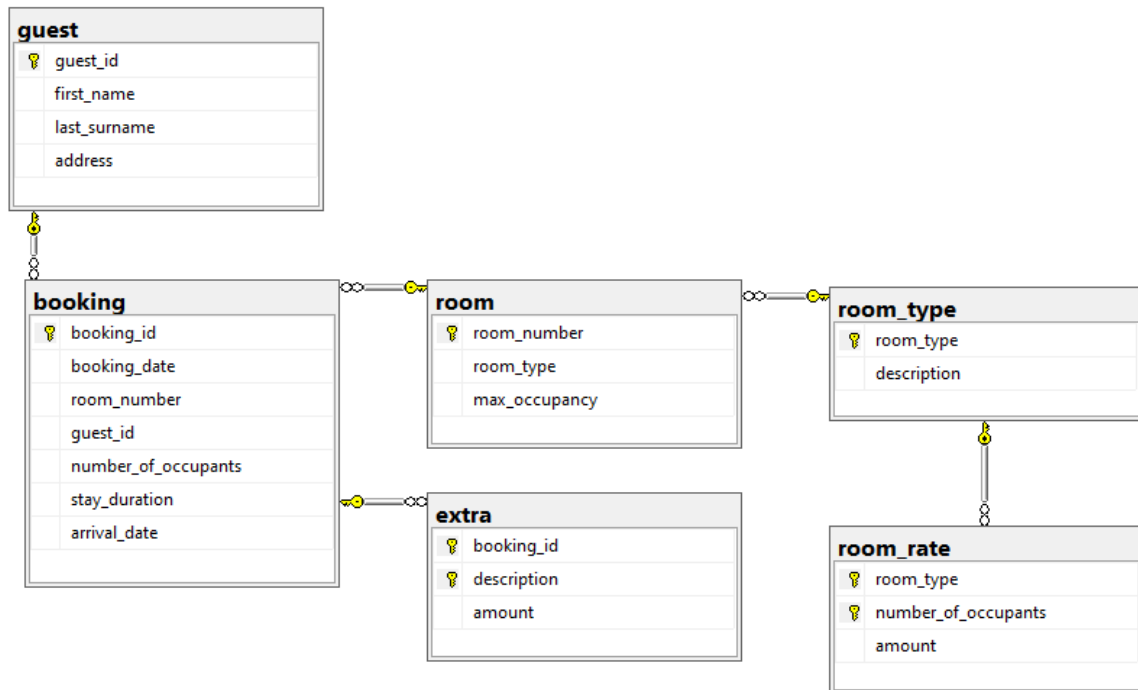 guest
guest_id
first_name
last_surname
address
booking
booking_id
booking_date
room_number
guest_id
number_of_occupants
stay_duration
arrival_date
room
room_number
room_type
max_occupancy
extra
booking_id
description
amount
room_type
room_type
description
room_rate
room_type
number_of_occupants
amount